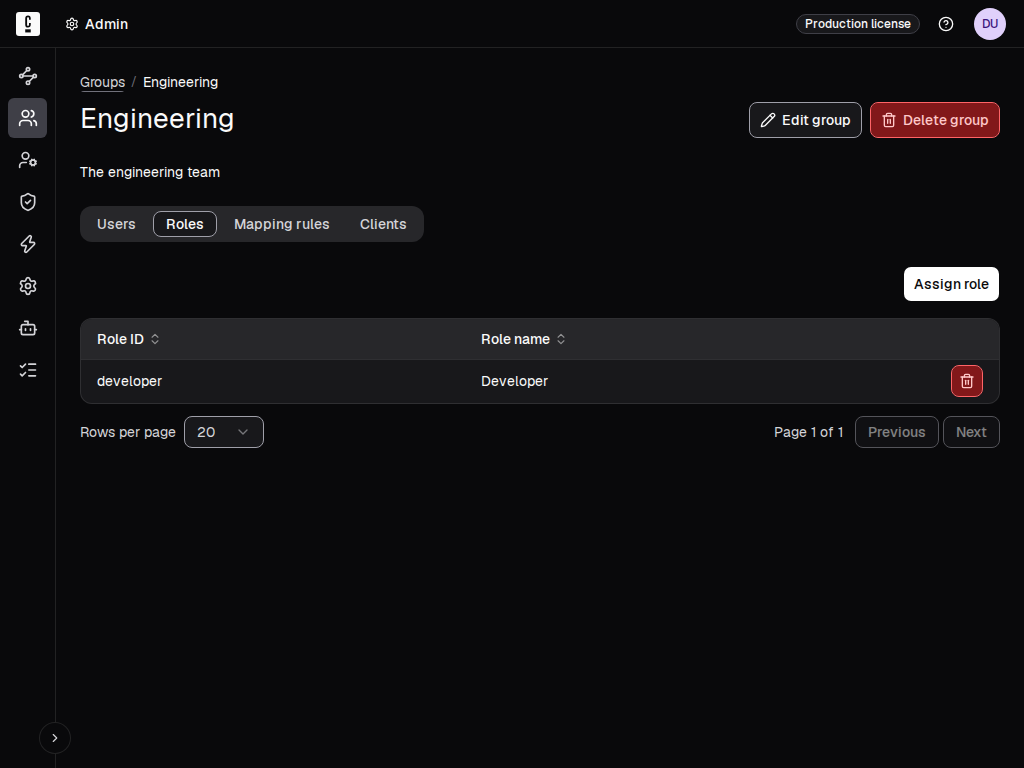 Admin
Production license
DU
Groups / Engineering
Engineering
Edit group
Delete group
The engineering team
Users
Roles
Mapping rules
Clients
Assign role
Role ID
Role name
developer
Developer
Rows per page
20
Page 1 of 1
Previous
Next